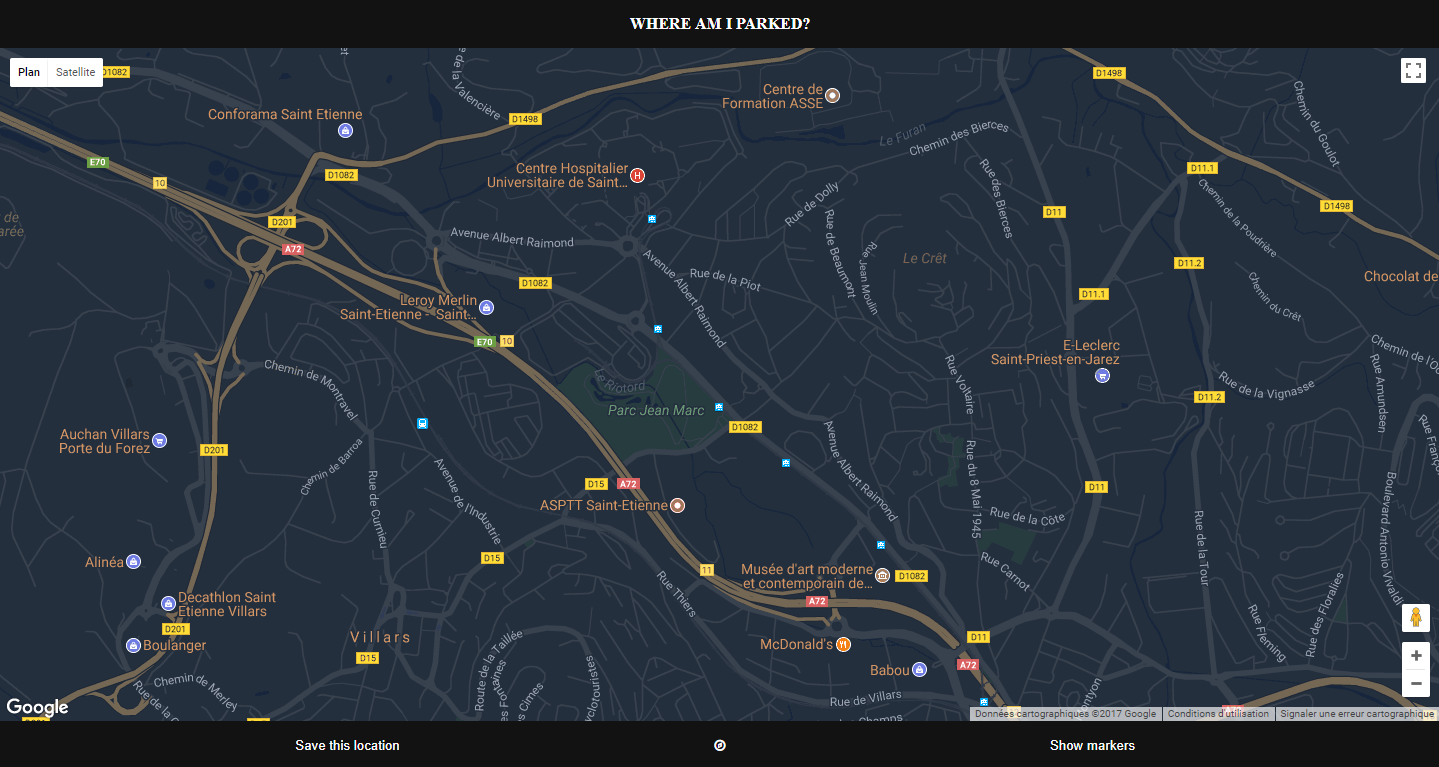 WHERE AM I PARKED?
Plan
Satellite
D1082
de la Valencière
Centre de
Formation ASSE
D1498
Chemin du Goulot
Conforama Saint Etienne
D1498
Le Furan
Chemin des Bierces
E70
10
D1082
Centre Hospitalier
Universitaire de Saint...
Rue des Bierces
D11.1
Chemin de la Poudrière
Rue de Dolly
Rue de Beaumont
D11
D1498
de
arée
D201
A72
Avenue Albert Raimond
Avenue Albert Raimond
Rue Jean Moulin
Le Crêt
D11.2
Rue de la Piot
Chocolat de
D1082
Chemin du Crêt
D11.1
Leroy Merlin
Saint-Etienne - Saint...
E70
10
E-Leclerc
Saint-Priest-en-Jarez
Chemin de Montravel
Rue Voltaire
Rue de la Vignasse
Rue Amundsen
Le Riotord
Parc Jean Marc
D11.2
D1082
Auchan Villars
Porte du Forez
D201
Chemin de Barroa
Avenue Albert Raimond
Rue du 8 Mai 1945
Rue de Curnieu
Avenue de l'Industrie
D15
A72
D11
Boulevard Antonio Vivaldi
ASPTT Saint-Etienne
Rue de la Côte
Rue de la Tour
Alinéa
D15
Rue Carnot
11
Musée d'art moderne
et contemporain de...
D1082
Rue Thiers
Decathlon Saint
Etienne Villars
A72
Rue Fleming
Rue des Floralies
D201
Boulanger
Villars
D15
Route de la Taillée
McDonald's
D11
A72
Babou
Chemin de Merley
Rue de Villars
Google
Données cartographiques ©2017 Google
Conditions d'utilisation
Signaler une erreur cartographique
Save this location
Show markers